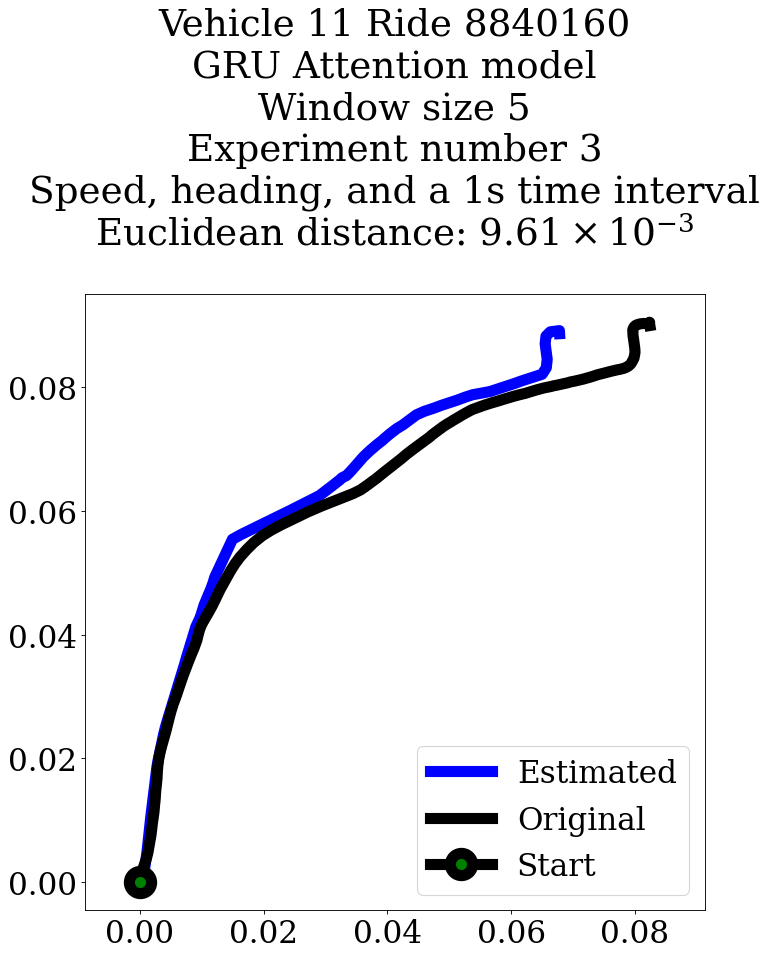 Vehicle 11 Ride 8840160
GRU Attention model
Window size 5
Experiment number 3
Speed, heading, and a 1s time interval
Euclidean distance: 9.61 × 10⁻³
0.08
0.06
0.04
0.02
0.00
Estimated
Original
Start
0.00 0.02 0.04 0.06 0.08